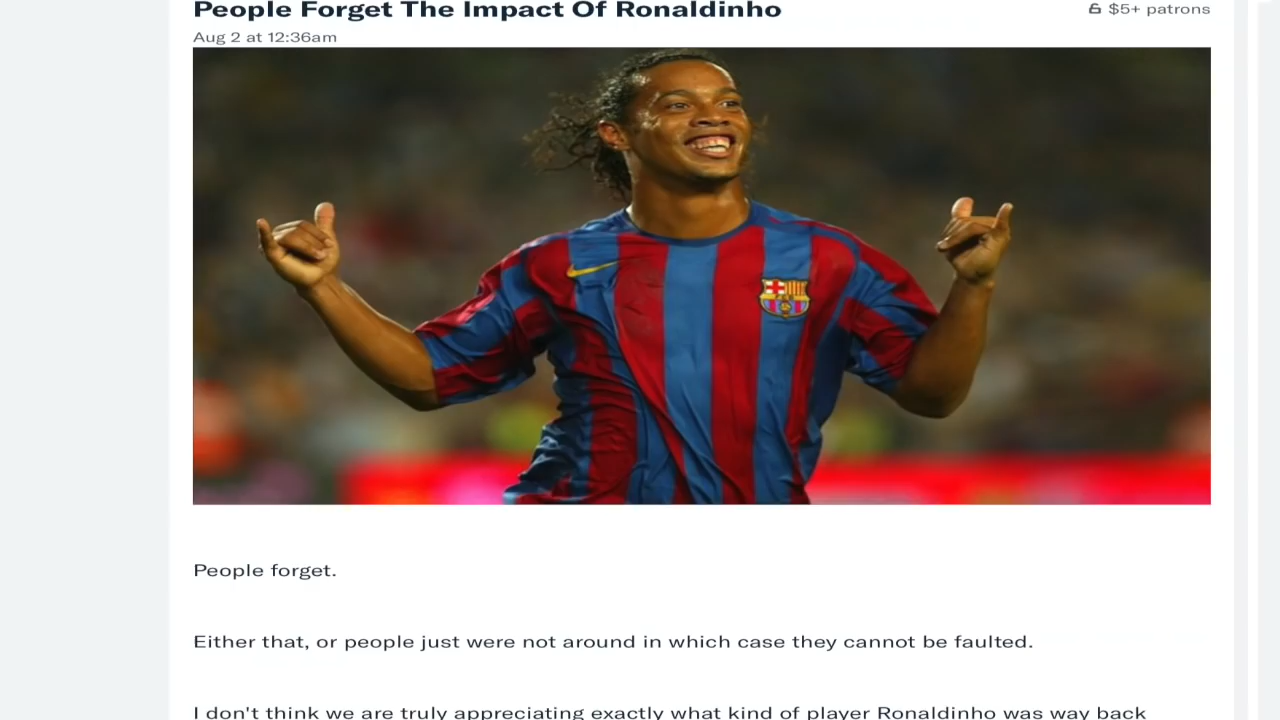 People Forget The Impact Of Ronaldinho
$5+ patrons
Aug 2 at 12:36am
People forget.
Either that, or people just were not around in which case they cannot be faulted.
I don't think we are truly appreciating exactly what kind of player Ronaldinho was way back